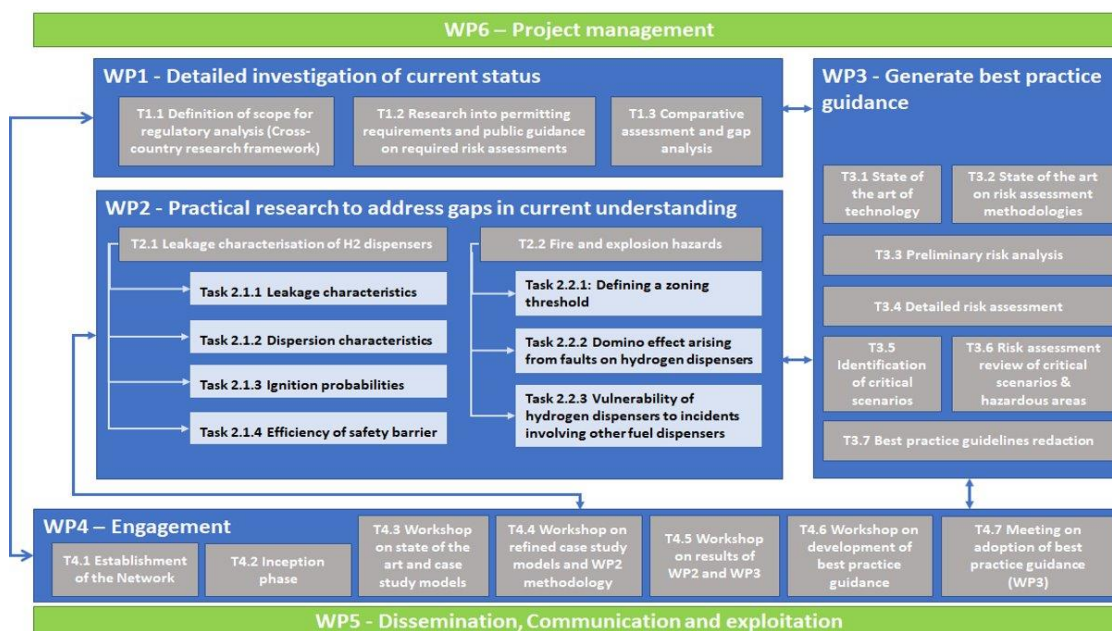 WP6 – Project management
WP1 - Detailed investigation of current status
T1.1 Definition of scope for
regulatory analysis (Cross-
country research framework)
T1.2 Research into permitting
requirements and public guidance
on required risk assessments
T1.3 Comparative
assessment and gap
analysis
WP2 - Practical research to address gaps in current understanding
T2.1 Leakage characterisation of H2 dispensers
Task 2.1.1 Leakage characteristics
Task 2.1.2 Dispersion characteristics
Task 2.1.3 Ignition probabilities
Task 2.1.4 Efficiency of safety barrier
T2.2 Fire and explosion hazards
Task 2.2.1: Defining a zoning
threshold
Task 2.2.2 Domino effect arising
from faults on hydrogen dispensers
Task 2.2.3 Vulnerability of
hydrogen dispensers to incidents
involving other fuel dispensers
WP3 - Generate best practice
guidance
T3.1 State of
the art of
technology
T3.2 State of the art
on risk assessment
methodologies
T3.3 Preliminary risk analysis
T3.4 Detailed risk assessment
T3.5
Identification
of critical
scenarios
T3.6 Risk assessment
review of critical
scenarios &
hazardous areas
T3.7 Best practice guidelines redaction
WP4 – Engagement
T4.1 Establishment
of the Network
T4.2 Inception
phase
T4.3 Workshop
on state of the
art and case
study models
T4.4 Workshop on
refined case study
models and WP2
methodology
T4.5 Workshop
on results of
WP2 and WP3
T4.6 Workshop on
development of
best practice
guidance
T4.7 Meeting on
adoption of best
practice guidance
(WP3)
WP5 - Dissemination, Communication and exploitation